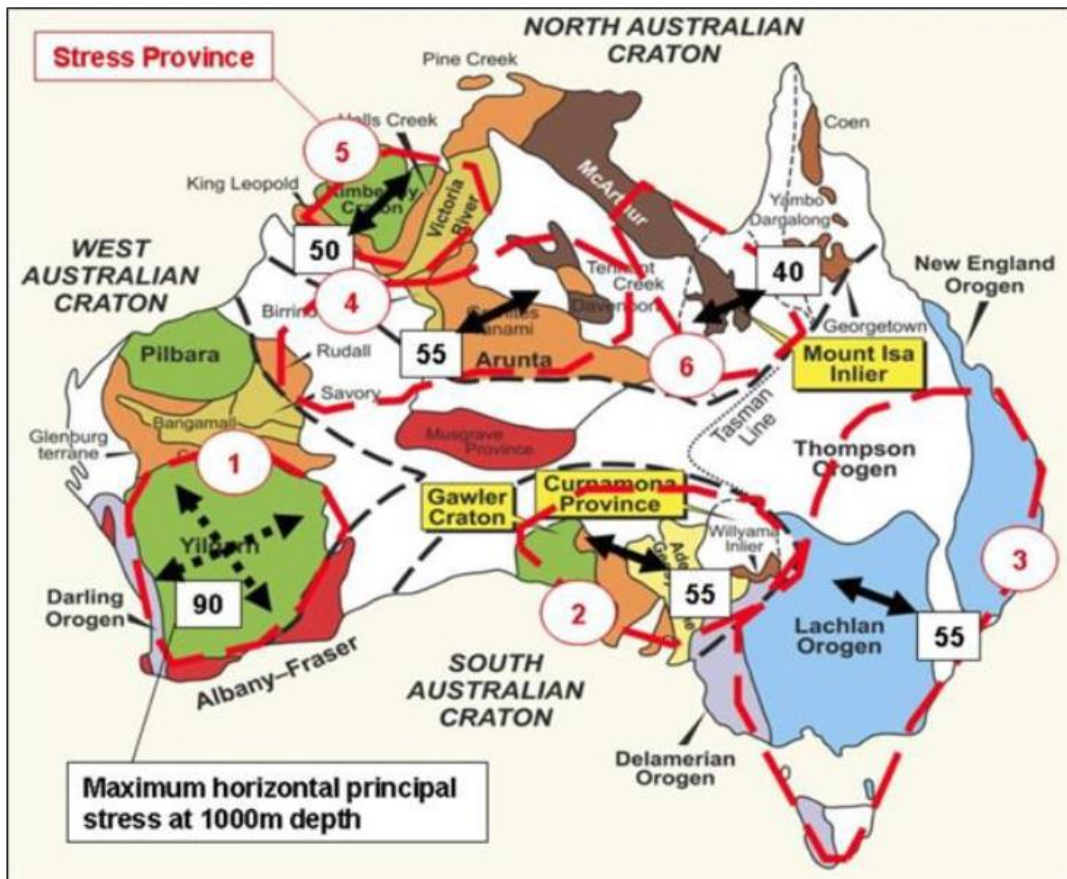 NORTH AUSTRALIAN
CRATON
Stress Province
Pine Creek
Halls Creek
Coen
5
King Leopold
Kimberley
Craton
McArthur
Victoria
River
Yambo
Dargalong
WEST
AUSTRALIAN
CRATON
50
40
New England
Orogen
4
Tennant
Creek
Davenport
Birrindudu
Granites
Tanami
Georgetown
55
6
Rudall
Arunta
Mount Isa
Inlier
Pilbara
Savory
Tasman
Line
Bangamall
Musgrave
Province
Glenburg
terrane
Thompson
Orogen
1
Gawler
Craton
Curnamona
Province
Willyama
Inlier
Yilgarn
3
Darling
Orogen
90
2
55
Lachlan
Orogen
55
Albany–Fraser
SOUTH
AUSTRALIAN
CRATON
Delamerian
Orogen
Maximum horizontal principal
stress at 1000m depth